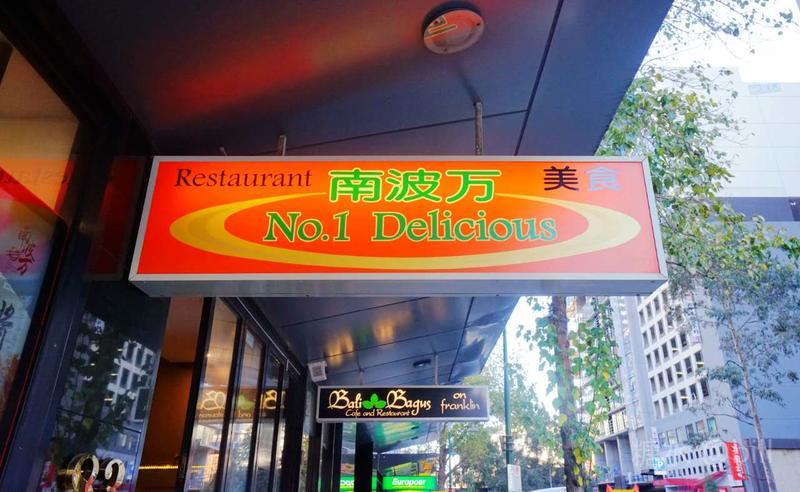 Restaurant 南波万 美食
No.1 Delicious
Bali Bagus on
Cafe and Restaurant franklin
Europcar